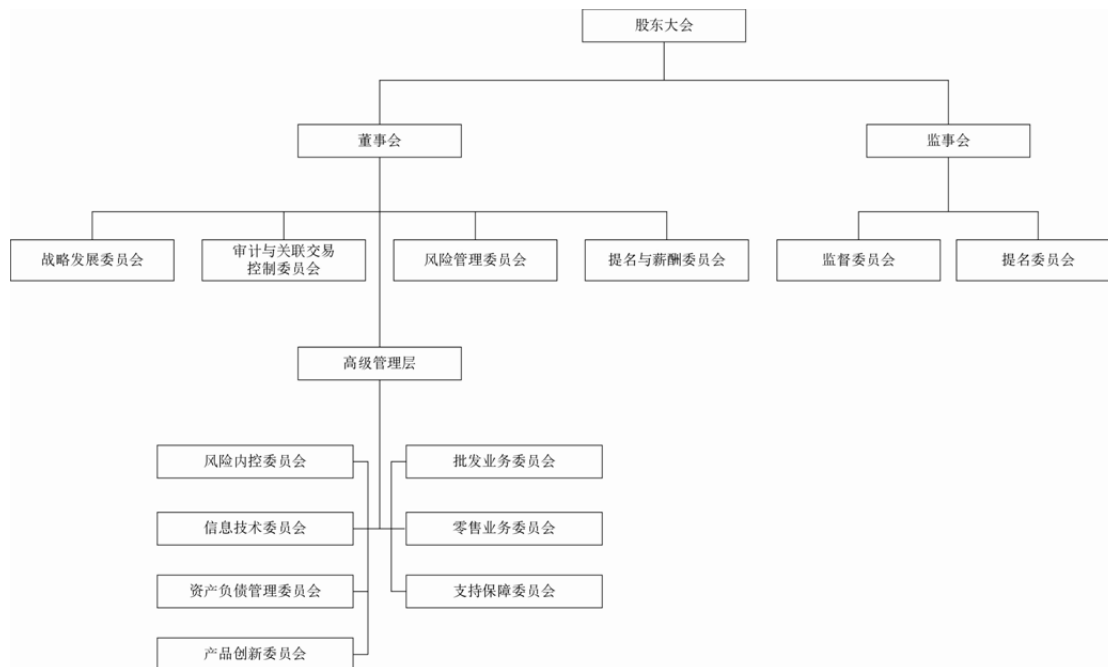 股东大会
董事会
监事会
战略发展委员会
审计与关联交易
控制委员会
风险管理委员会
提名与薪酬委员会
监督委员会
提名委员会
高级管理层
风险内控委员会
批发业务委员会
信息技术委员会
零售业务委员会
资产负债管理委员会
支持保障委员会
产品创新委员会